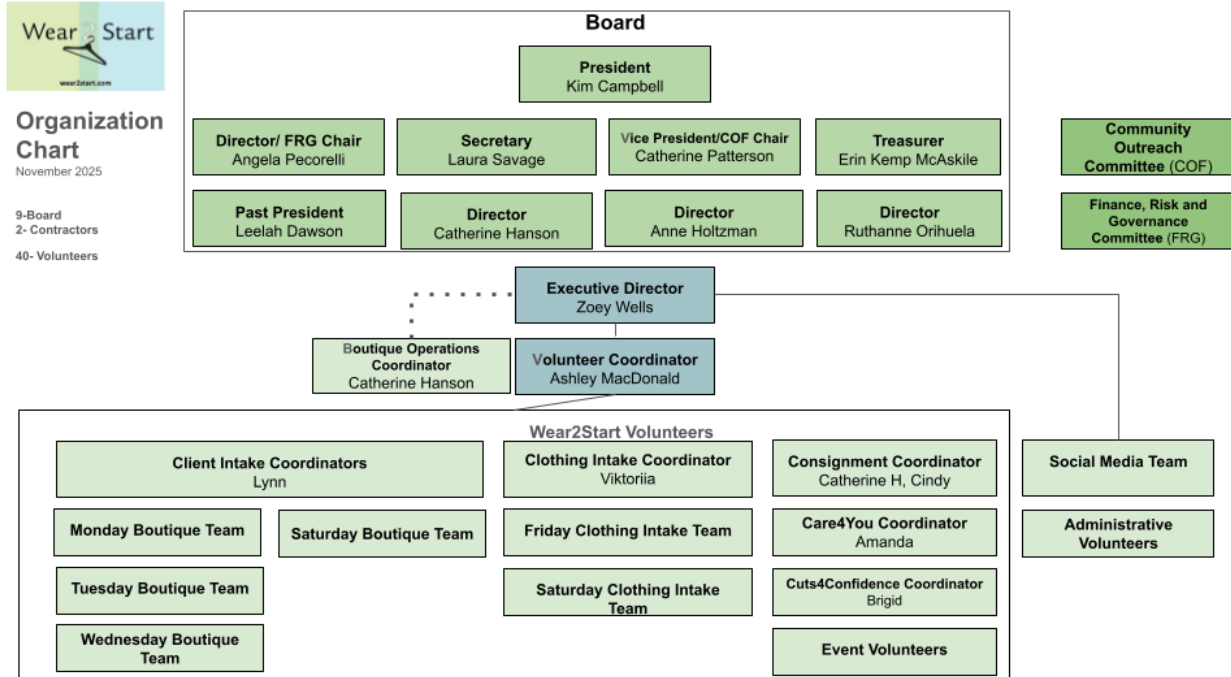 Wear 2 Start
wear2start.com
Organization
Chart
November 2025
9-Board
2- Contractors
40- Volunteers
Board
President
Kim Campbell
Director/ FRG Chair
Angela Pecorelli
Secretary
Laura Savage
Vice President/COF Chair
Catherine Patterson
Treasurer
Erin Kemp McAskile
Community
Outreach
Committee (COF)
Past President
Leelah Dawson
Director
Catherine Hanson
Director
Anne Holtzman
Director
Ruthanne Orihuela
Finance, Risk and
Governance
Committee (FRG)
Executive Director
Zoey Wells
Boutique Operations
Coordinator
Catherine Hanson
Volunteer Coordinator
Ashley MacDonald
Wear2Start Volunteers
Client Intake Coordinators
Lynn
Clothing Intake Coordinator
Viktoriia
Consignment Coordinator
Catherine H, Cindy
Social Media Team
Monday Boutique Team
Saturday Boutique Team
Friday Clothing Intake Team
Care4You Coordinator
Amanda
Administrative
Volunteers
Tuesday Boutique Team
Saturday Clothing Intake
Team
Cuts4Confidence Coordinator
Brigid
Wednesday Boutique
Team
Event Volunteers